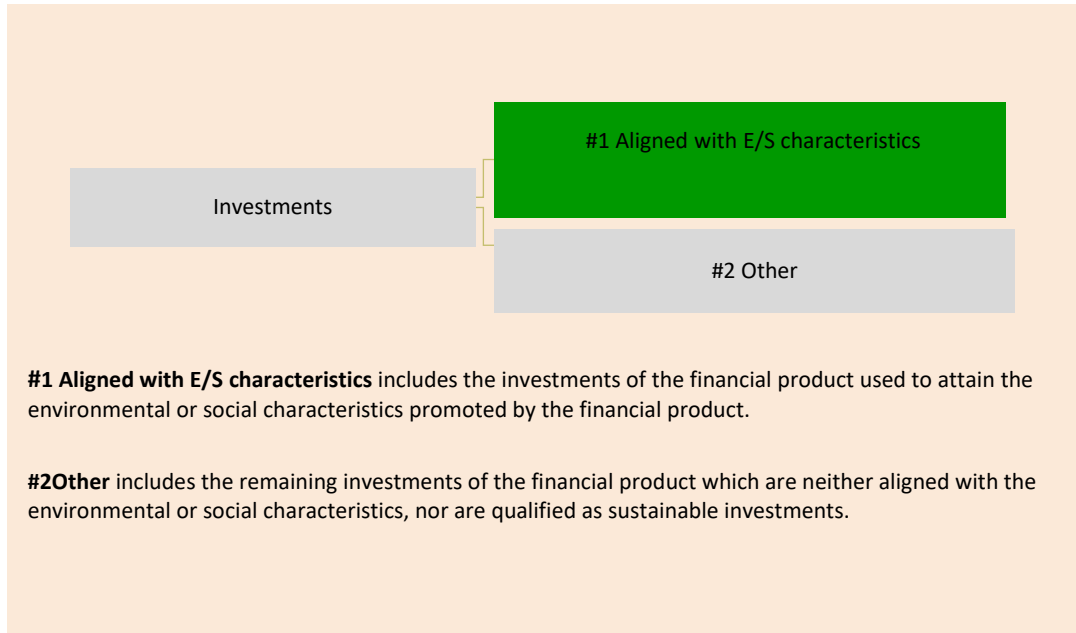 #1 Aligned with E/S characteristics
Investments
#2 Other
#1 Aligned with E/S characteristics includes the investments of the financial product used to attain the
environmental or social characteristics promoted by the financial product.
#2Other includes the remaining investments of the financial product which are neither aligned with the
environmental or social characteristics, nor are qualified as sustainable investments.